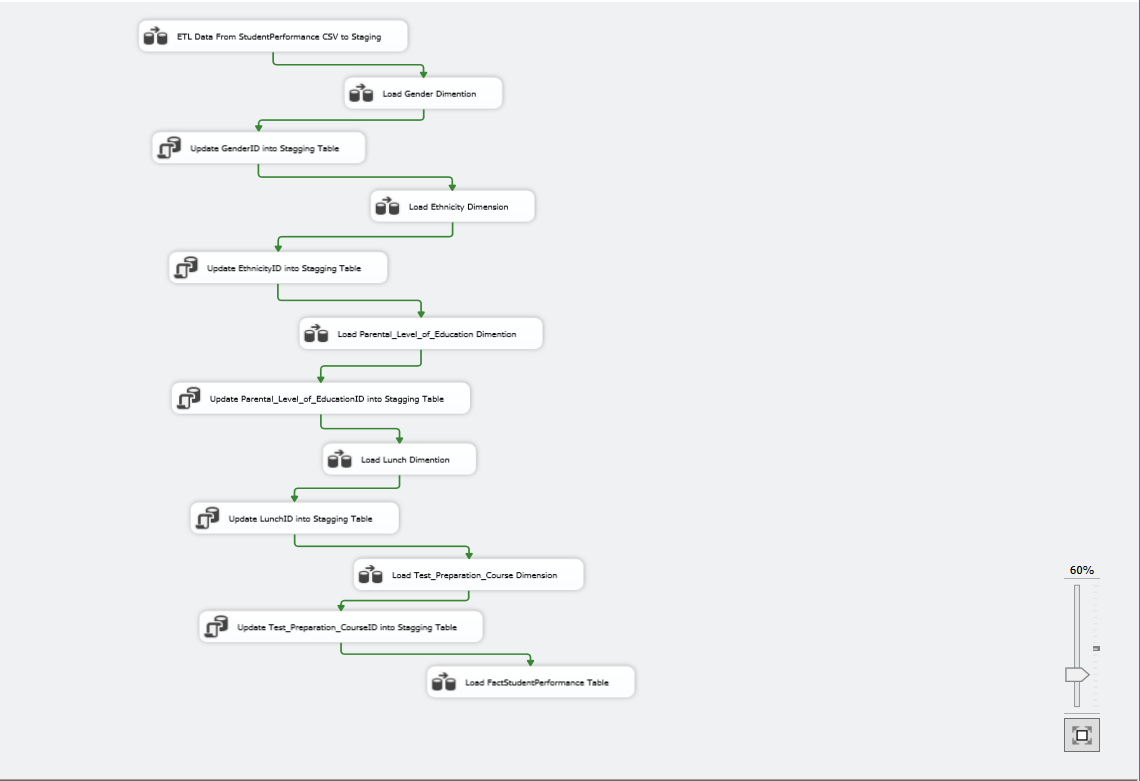 ETL Data From StudentPerformance CSV to Staging
Load Gender Dimention
Update GenderID into Stagging Table
Load Ethnicity Dimension
Update EthnicityID into Stagging Table
Load Parental_Level_of_Education Dimention
Update Parental_Level_of_EducationID into Stagging Table
Load Lunch Dimention
Update LunchID into Stagging Table
Load Test_Preparation_Course Dimension
Update Test_Preparation_CourseID into Stagging Table
Load FactStudentPerformance Table
60%